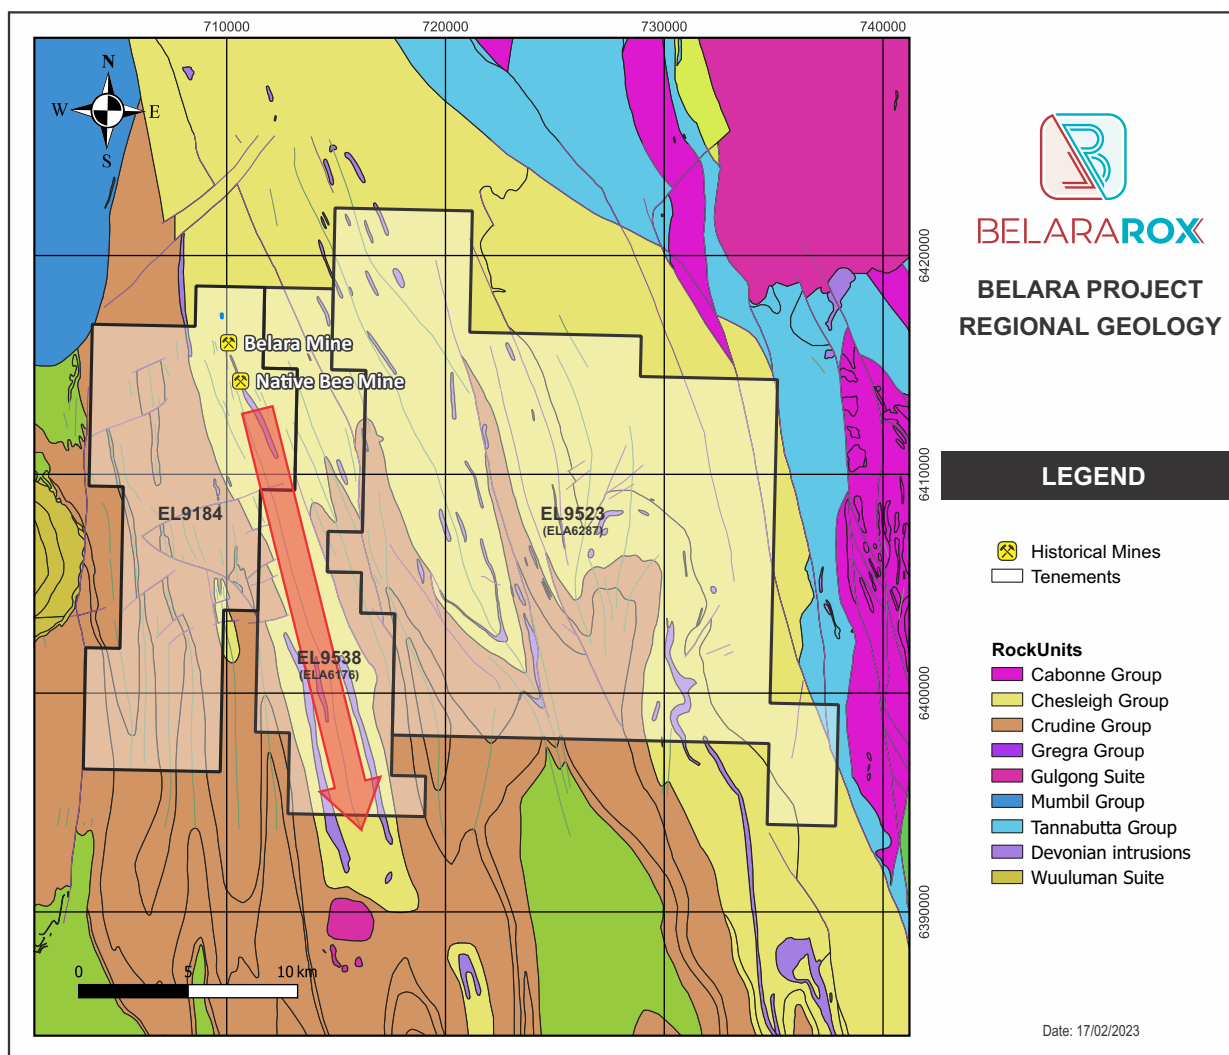 710000
720000
730000
740000
N
W
E
S
6420000
6410000
6400000
6390000
Belara Mine
Native Bee Mine
EL9184
EL9523
(ELA6287)
EL9538
(ELA6176)
0
5
10 km
BELARAROX
BELARA PROJECT
REGIONAL GEOLOGY
LEGEND
Historical Mines
Tenements
RockUnits
Cabonne Group
Chesleigh Group
Crudine Group
Gregra Group
Gulgong Suite
Mumbil Group
Tannabutta Group
Devonian intrusions
Wuuluman Suite
Date: 17/02/2023